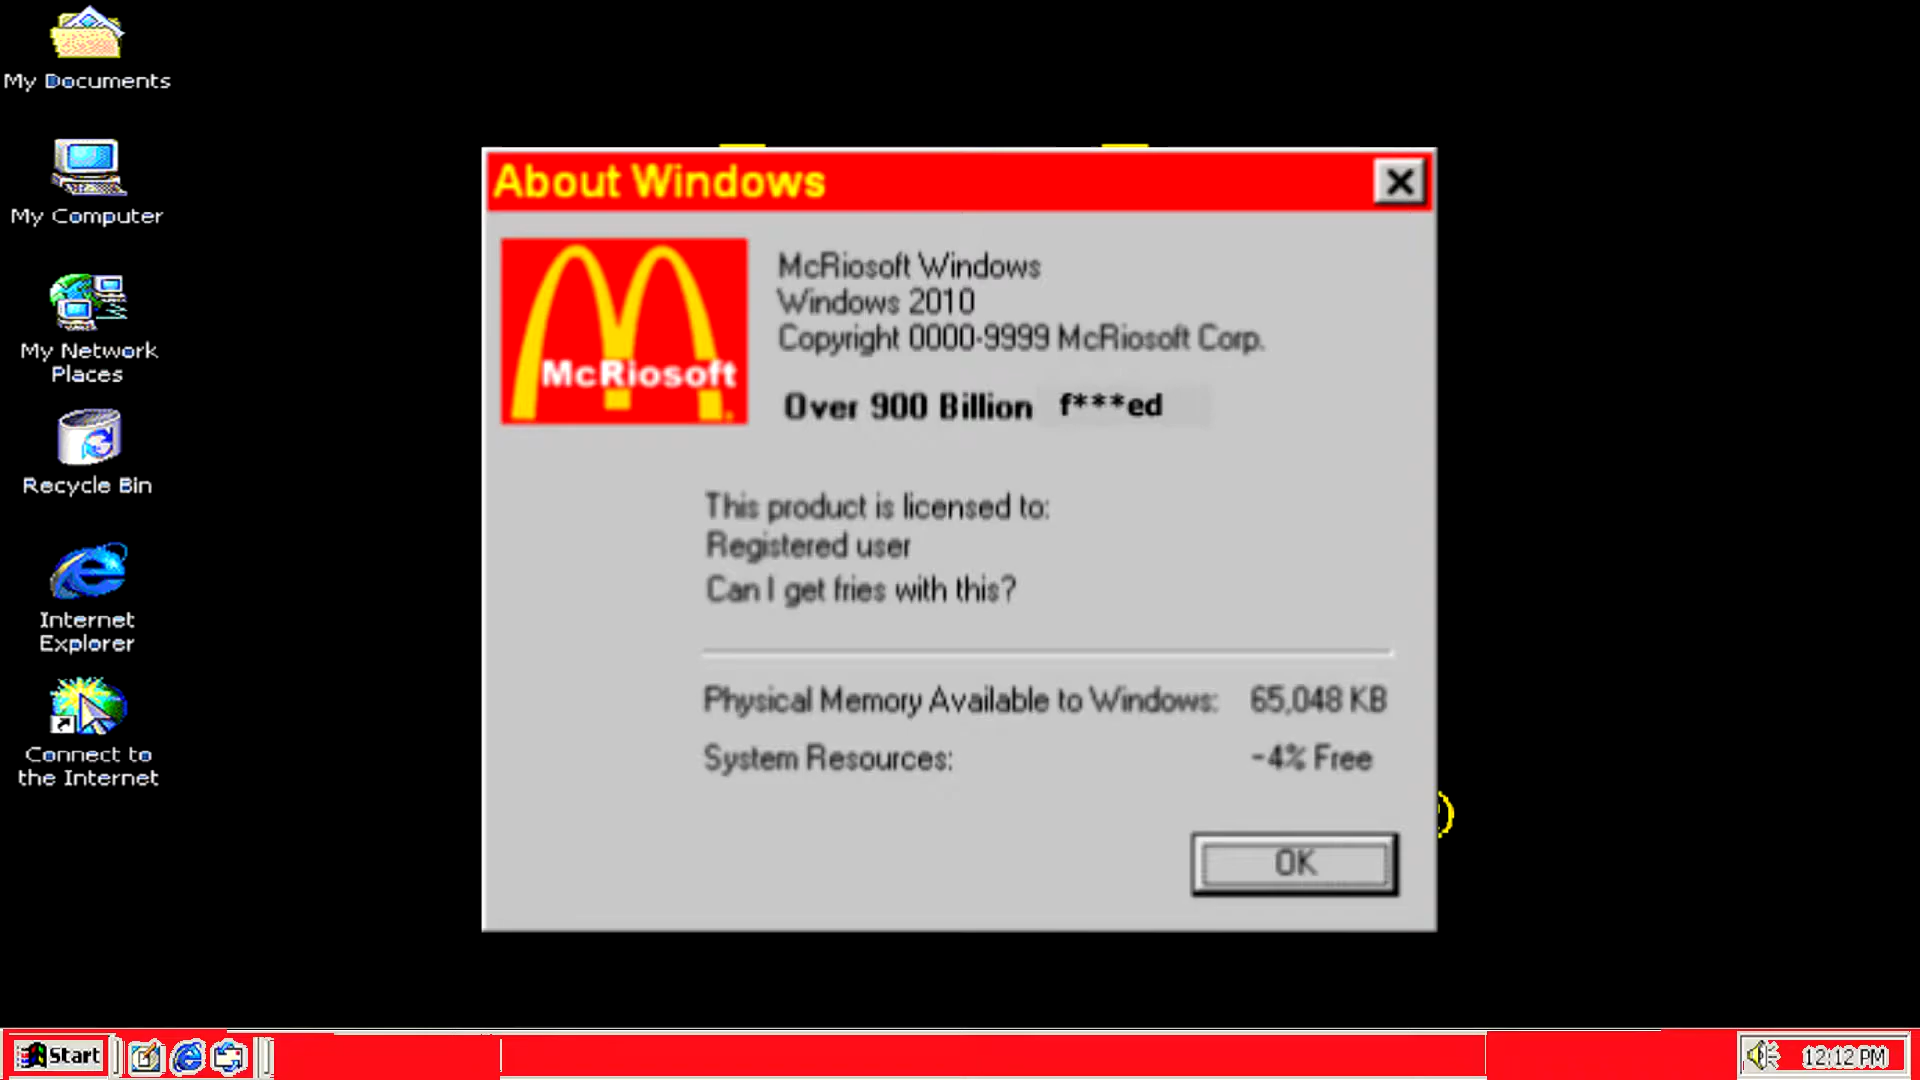 My Documents
My Computer
My Network
Places
Recycle Bin
Internet
Explorer
Connect to
the Internet
About Windows
McRiosoft
McRiosoft Windows
Windows 2010
Copyright 0000-9999 McRiosoft Corp.
Over 900 Billion f***ed
This product is licensed to:
Registered user
Can I get fries with this?
Physical Memory Available to Windows: 65,048 KB
System Resources: -4% Free
OK
Start
12:12 PM